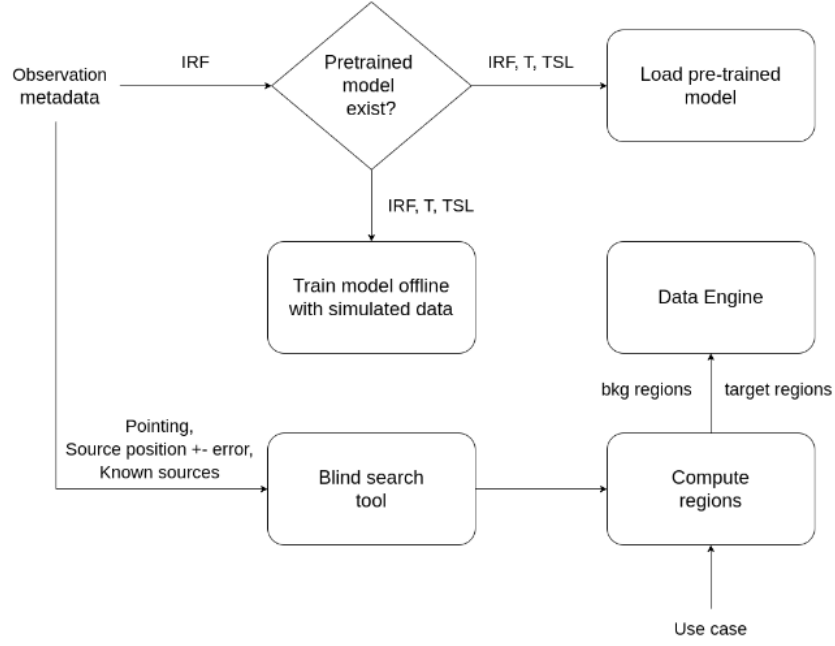 Observation
metadata
IRF
Pretrained
model
exist?
IRF, T, TSL
Load pre-trained
model
IRF, T, TSL
Train model offline
with simulated data
Data Engine
bkg regions
target regions
Pointing,
Source position +- error,
Known sources
Blind search
tool
Compute
regions
Use case